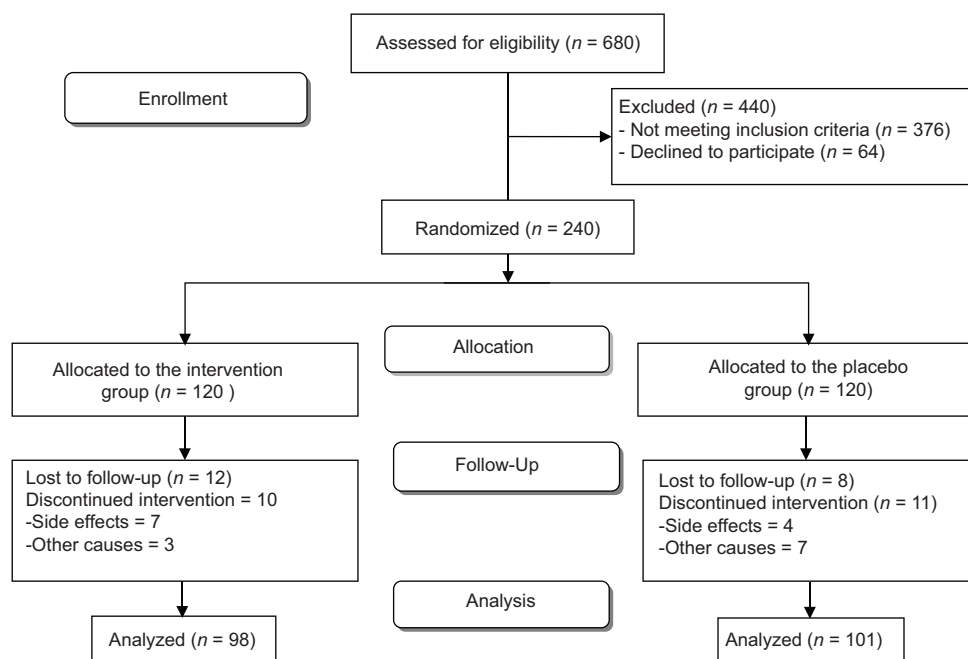 Assessed for eligibility (n = 680)
Enrollment
Excluded (n = 440)
- Not meeting inclusion criteria (n = 376)
- Declined to participate (n = 64)
Randomized (n = 240)
Allocation
Allocated to the intervention
group (n = 120 )
Allocated to the placebo
group (n = 120)
Follow-Up
Lost to follow-up (n = 12)
Discontinued intervention = 10
-Side effects = 7
-Other causes = 3
Lost to follow-up (n = 8)
Discontinued intervention (n = 11)
-Side effects = 4
-Other causes = 7
Analysis
Analyzed (n = 98)
Analyzed (n = 101)